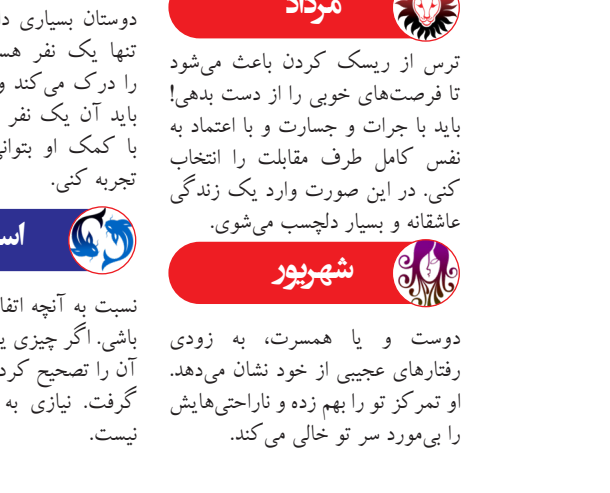 مرداد
ترس از ریسک کردن باعث می‌شود
تا فرصت‌های خوبی را از دست بدهی!
باید با جرات و جسارت و با اعتماد به
نفس کامل طرف مقابلت را انتخاب
کنی. در این صورت وارد یک زندگی
عاشقانه و بسیار دلچسب می‌شوی.
شهریور
دوست و یا همسرت، به زودی
رفتارهای عجیبی از خود نشان می‌دهد.
او تمرکز تو را بهم زده و ناراحتی‌هایش
را بی‌مورد سر تو خالی می‌کند.
دوستان بسیاری
تنها یک نفر
را درک می‌کند و
باید آن یک نفر
با کمک او
تجربه کنی.
نسبت به آنچه
باشی. اگر چیزی
آن را تصحیح
گرفت. نیازی به
نیست.